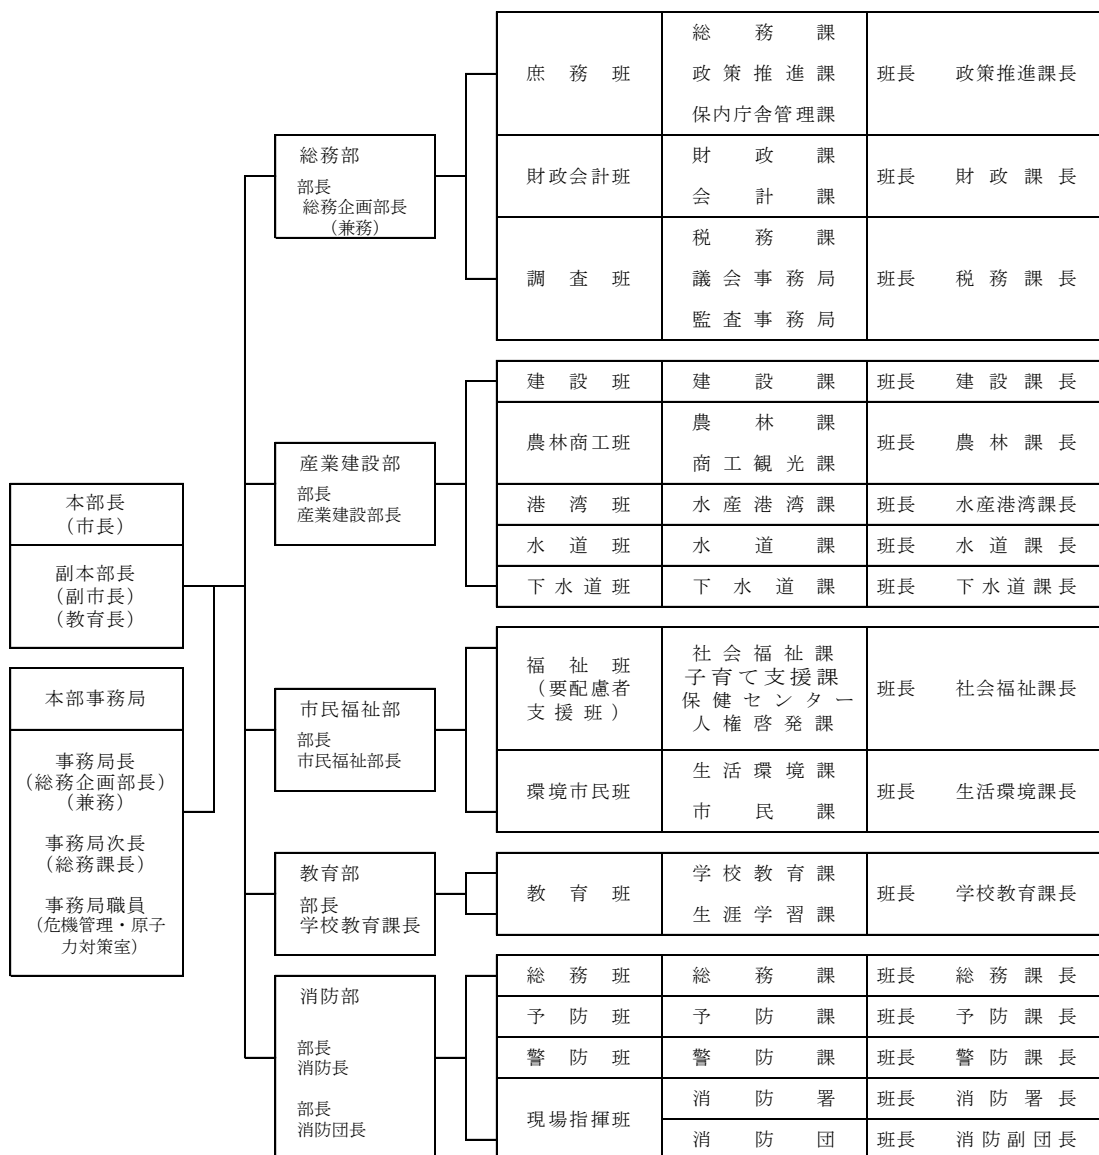 本部長
(市長)
副本部長
(副市長)
(教育長)
本部事務局
事務局長
(総務企画部長)
(兼務)
事務局次長
(総務課長)
事務局職員
(危機管理・原子
力対策室)
総務部
部長
総務企画部長
(兼務)
庶務班
総務課
政策推進課
保内庁舎管理課
班長 政策推進課長
財政会計班
財政課
会計課
班長 財政課長
調査班
税務課
議会事務局
監査事務局
班長 税務課長
産業建設部
部長
産業建設部長
建設班 建設課 班長 建設課長
農林商工班
農林課
商工観光課
班長 農林課長
港湾班 水産港湾課 班長 水産港湾課長
水道班 水道課 班長 水道課長
下水道班 下水道課 班長 下水道課長
市民福祉部
部長
市民福祉部長
福祉班
(要配慮者
支援班)
社会福祉課
子育て支援課
保健センター
人権啓発課
班長 社会福祉課長
環境市民班
生活環境課
市民課
班長 生活環境課長
教育部
部長
学校教育課長
教育班
学校教育課
生涯学習課
班長 学校教育課長
消防部
部長
消防長
部長
消防団長
総務班 総務課 班長 総務課長
予防班 予防課 班長 予防課長
警防班 警防課 班長 警防課長
現場指揮班
消防署 班長 消防署長
消防団 班長 消防副団長